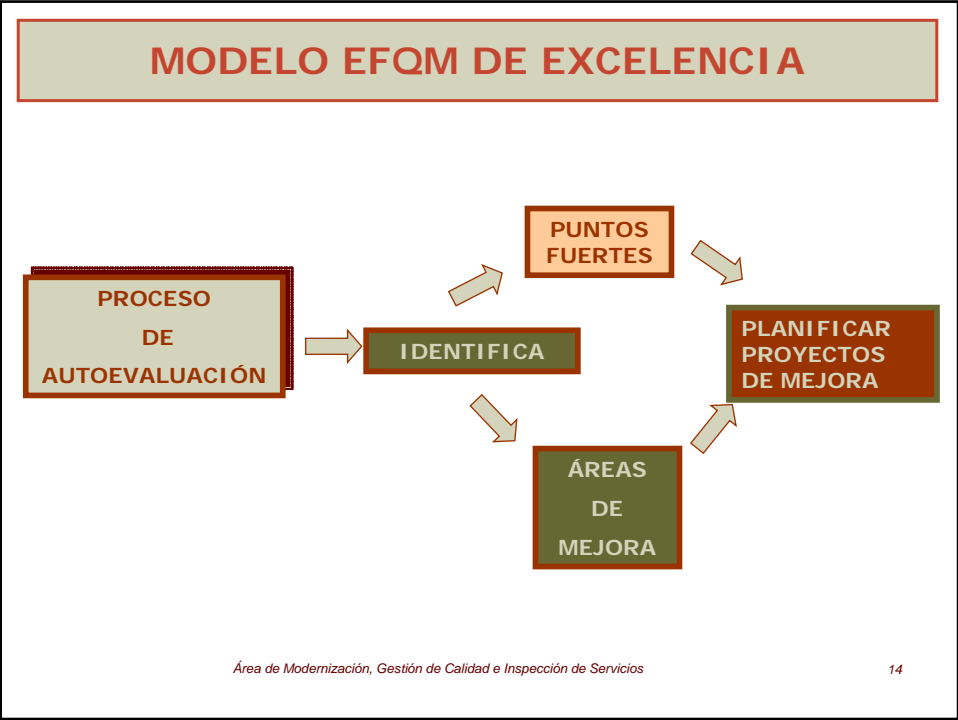 MODELO EFQM DE EXCELENCIA
PROCESO
DE
AUTOEVALUACIÓN
IDENTIFICA
PUNTOS
FUERTES
ÁREAS
DE
MEJORA
PLANIFICAR
PROYECTOS
DE MEJORA
Área de Modernización, Gestión de Calidad e Inspección de Servicios
14